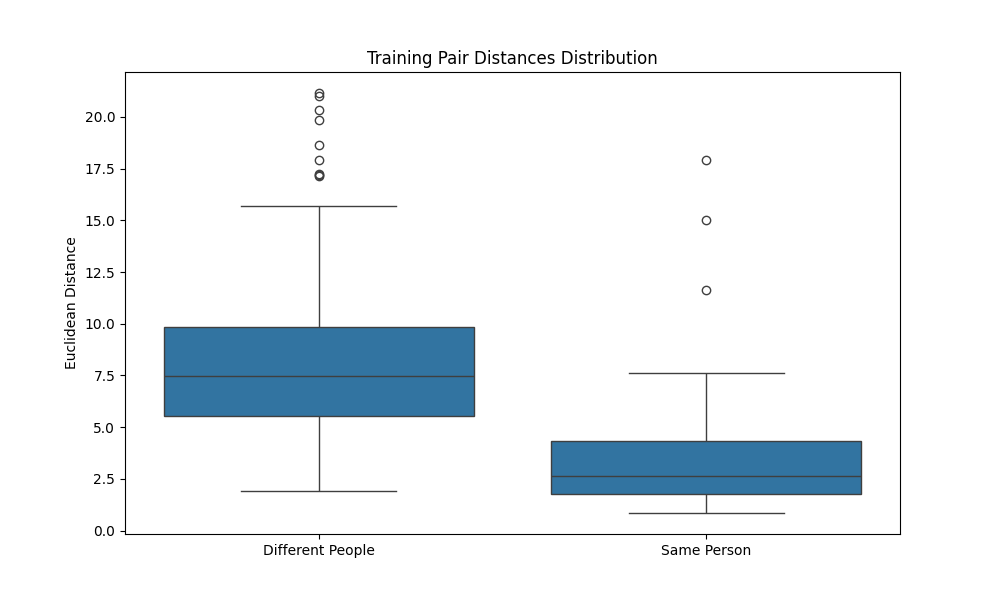 Training Pair Distances Distribution
Euclidean Distance
20.0
17.5
15.0
12.5
10.0
7.5
5.0
2.5
0.0
Different People
Same Person